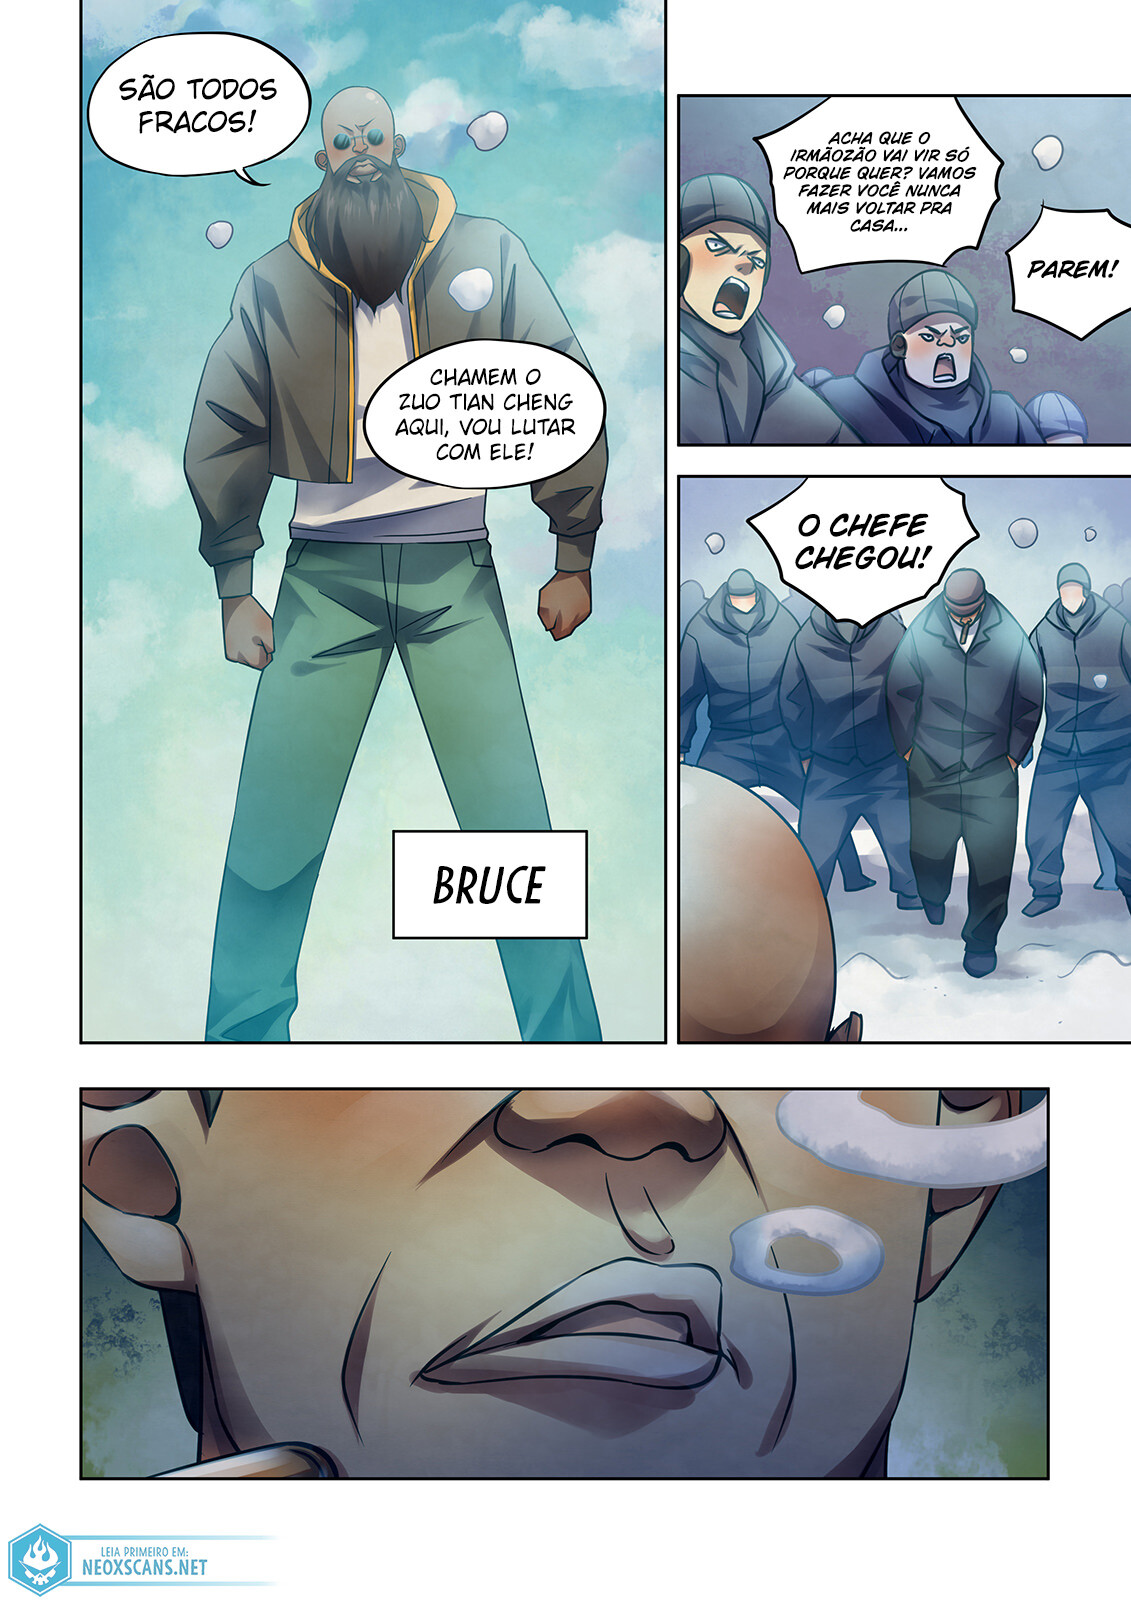 SÃO TODOS
FRACOS!
CHAMEM O
ZUO TIAN CHENG
AQUI, VOU LUTAR
COM ELE!
BRUCE
ACHA QUE O
IRMÃOZÃO VAI VIR SÓ
PORQUE QUER? VAMOS
FAZER VOCÊ NUNCA
MAIS VOLTAR PRA
CASA...
PAREM!
O CHEFE
CHEGOU!
LEIA PRIMEIRO EM:
NEOXSCANS.NET